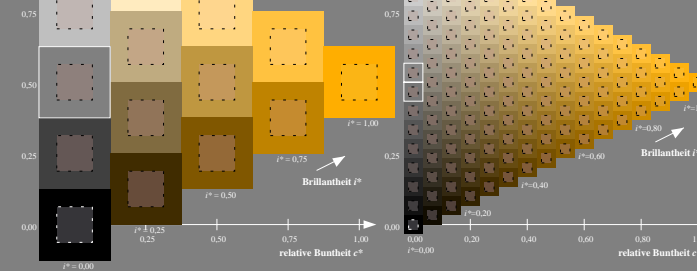 0,75
0,50
0,25
0,00
i* = 1,00
i* = 0,75
Brillantheit i*
i* = 0,50
i* = 0,25
0,25
0,50
0,75
1,00
relative Buntheit c*
i* = 0,00
0,75
0,50
0,25
0,00
i*=0,80
Brillantheit i
i*=0,60
i*=0,40
i*=0,20
0,00
0,20
0,40
0,60
0,80
relative Buntheit c
i*=0,00